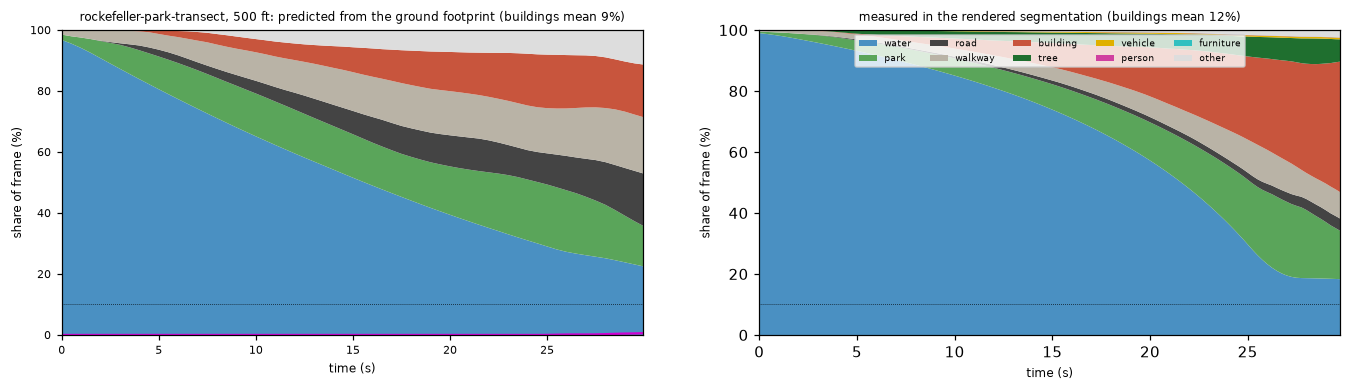 rockefeller-park-transect, 500 ft: predicted from the ground footprint (buildings mean 9%)
share of frame (%)
100
80
60
40
20
0
0 5 10 15 20 25
time (s)
measured in the rendered segmentation (buildings mean 12%)
water road building vehicle furniture
park walkway tree person other
share of frame (%)
100
80
60
40
20
0
0 5 10 15 20 25
time (s)